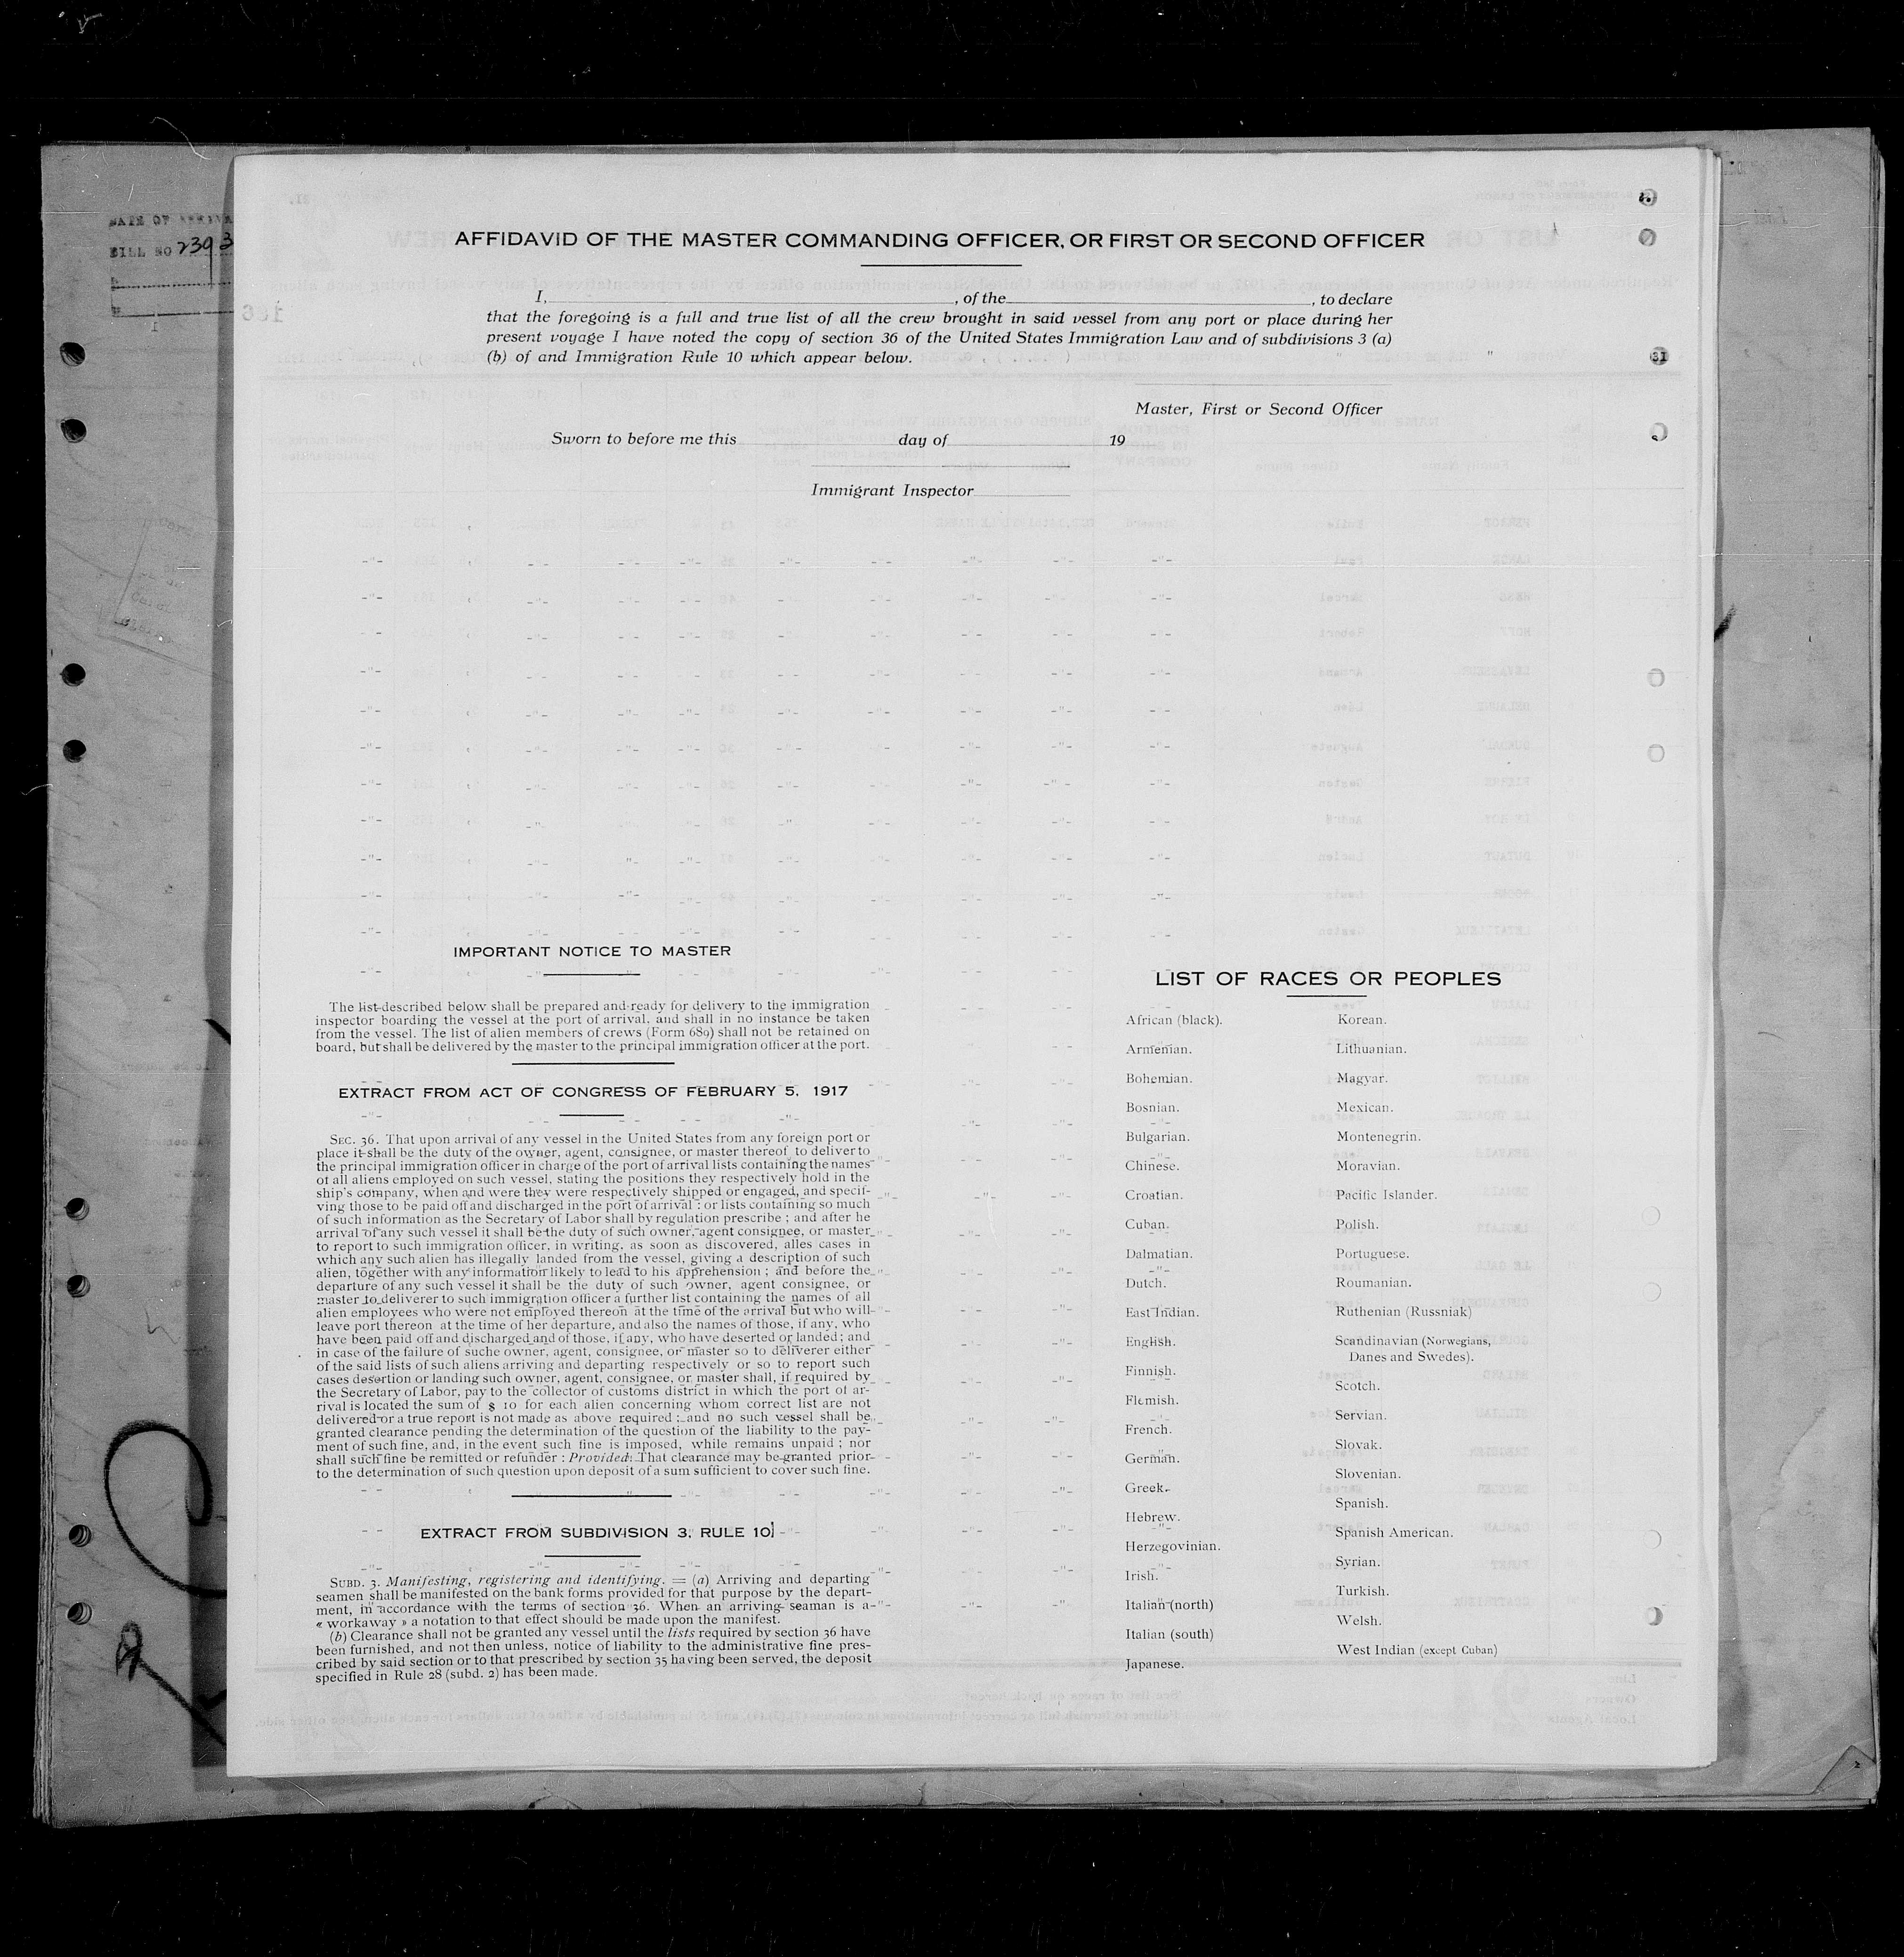 DATE OF
BILL NO 2393
AFFIDAVID OF THE MASTER COMMANDING OFFICER, OR FIRST OR SECOND OFFICER
I, , of the , to declare
that the foregoing is a full and true list of all the crew brought in said vessel from any port or place during her
present voyage I have noted the copy of section 36 of the United States Immigration Law and of subdivisions 3 (a)
(b) of and Immigration Rule 10 which appear below.
31
Master, First or Second Officer
Sworn to before me this day of 19
Immigrant Inspector
IMPORTANT NOTICE TO MASTER
The list described below shall be prepared and ready for delivery to the immigration
inspector boarding the vessel at the port of arrival, and shall in no instance be taken
from the vessel. The list of alien members of crews (Form 689) shall not be retained on
board, but shall be delivered by the master to the principal immigration officer at the port.
EXTRACT FROM ACT OF CONGRESS OF FEBRUARY 5, 1917
SEC. 36. That upon arrival of any vessel in the United States from any foreign port or
place it shall be the duty of the owner, agent, consignee, or master thereof to deliver to
the principal immigration officer in charge of the port of arrival lists containing the names
of all aliens employed on such vessel, stating the positions they respectively hold in the
ship's company, when and were they were respectively shipped or engaged, and specif-
ving those to be paid off and discharged in the port of arrival : or lists containing so much
of such information as the Secretary of Labor shall by regulation prescribe ; and after he
arrival of any such vessel it shall be the duty of such owner, agent consignee, or master
to report to such immigration officer, in writing, as soon as discovered, alles cases in
which any such alien has illegally landed from the vessel, giving a description of such
alien, together with any information likely to lead to his apprehension ; and before the
departure of any such vessel it shall be the duty of such owner, agent consignee, or
master to deliverer to such immigration officer a further list containing the names of all
alien employees who were not employed thereon at the time of the arrival but who will
leave port thereon at the time of her departure, and also the names of those, if any, who
have been paid off and discharged and of those, if any, who have deserted or landed ; and
in case of the failure of suche owner, agent, consignee, or master so to deliverer either
of the said lists of such aliens arriving and departing respectively or so to report such
cases desertion or landing such owner, agent, consignee, or master shall, if required by
the Secretary of Labor, pay to the collector of customs district in which the port of ar-
rival is located the sum of $ 10 for each alien concerning whom correct list are not
delivered or a true report is not made as above required ; and no such vessel shall be
granted clearance pending the determination of the question of the liability to the pay-
ment of such fine, and, in the event such fine is imposed, while remains unpaid ; nor
shall such fine be remitted or refunder : Provided: That clearance may be granted prior
to the determination of such question upon deposit of a sum sufficient to cover such fine.
EXTRACT FROM SUBDIVISION 3, RULE 10
SUBD. 3. Manifesting, registering and identifying. = (a) Arriving and departing
seamen shall be manifested on the bank forms provided for that purpose by the depart-
ment, in accordance with the terms of section 36. When an arriving seaman is a
« workaway » a notation to that effect should be made upon the manifest.
(b) Clearance shall not be granted any vessel until the lists required by section 36 have
been furnished, and not then unless, notice of liability to the administrative fine pres-
cribed by said section or to that prescribed by section 35 having been served, the deposit
specified in Rule 28 (subd. 2) has been made.
LIST OF RACES OR PEOPLES
African (black).
Armenian.
Bohemian.
Bosnian.
Bulgarian.
Chinese.
Croatian.
Cuban.
Dalmatian.
Dutch.
East Indian.
English.
Finnish.
Flemish.
French.
German.
Greek.
Hebrew.
Herzegovinian.
Irish.
Italian (north)
Italian (south)
Japanese.
Korean.
Lithuanian.
Magyar.
Mexican.
Montenegrin.
Moravian.
Pacific Islander.
Polish.
Portuguese.
Roumanian.
Ruthenian (Russniak)
Scandinavian (Norwegians,
Danes and Swedes).
Scotch.
Servian.
Slovak.
Slovenian.
Spanish.
Spanish American.
Syrian.
Turkish.
Welsh.
West Indian (except Cuban)